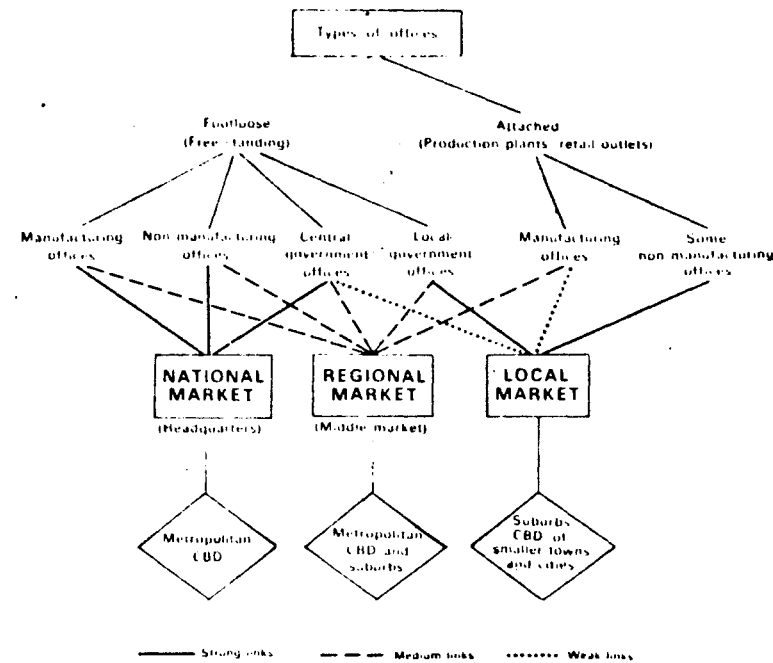 Types of offices
Footloose
(Free standing)
Attached
(Production plants retail outlets)
Manufacturing
offices
Non manufacturing
offices
Central
government
offices
Local-
government
offices
Manufacturing
offices
Some
non manufacturing
offices
NATIONAL
MARKET
REGIONAL
MARKET
LOCAL
MARKET
(Headquarters)
(Middle market)
Metropolitan
CBD
Metropolitan
CBD and
suburbs
Suburbs
CBD of
smaller towns
and cities
Strong links
Medium links
Weak links